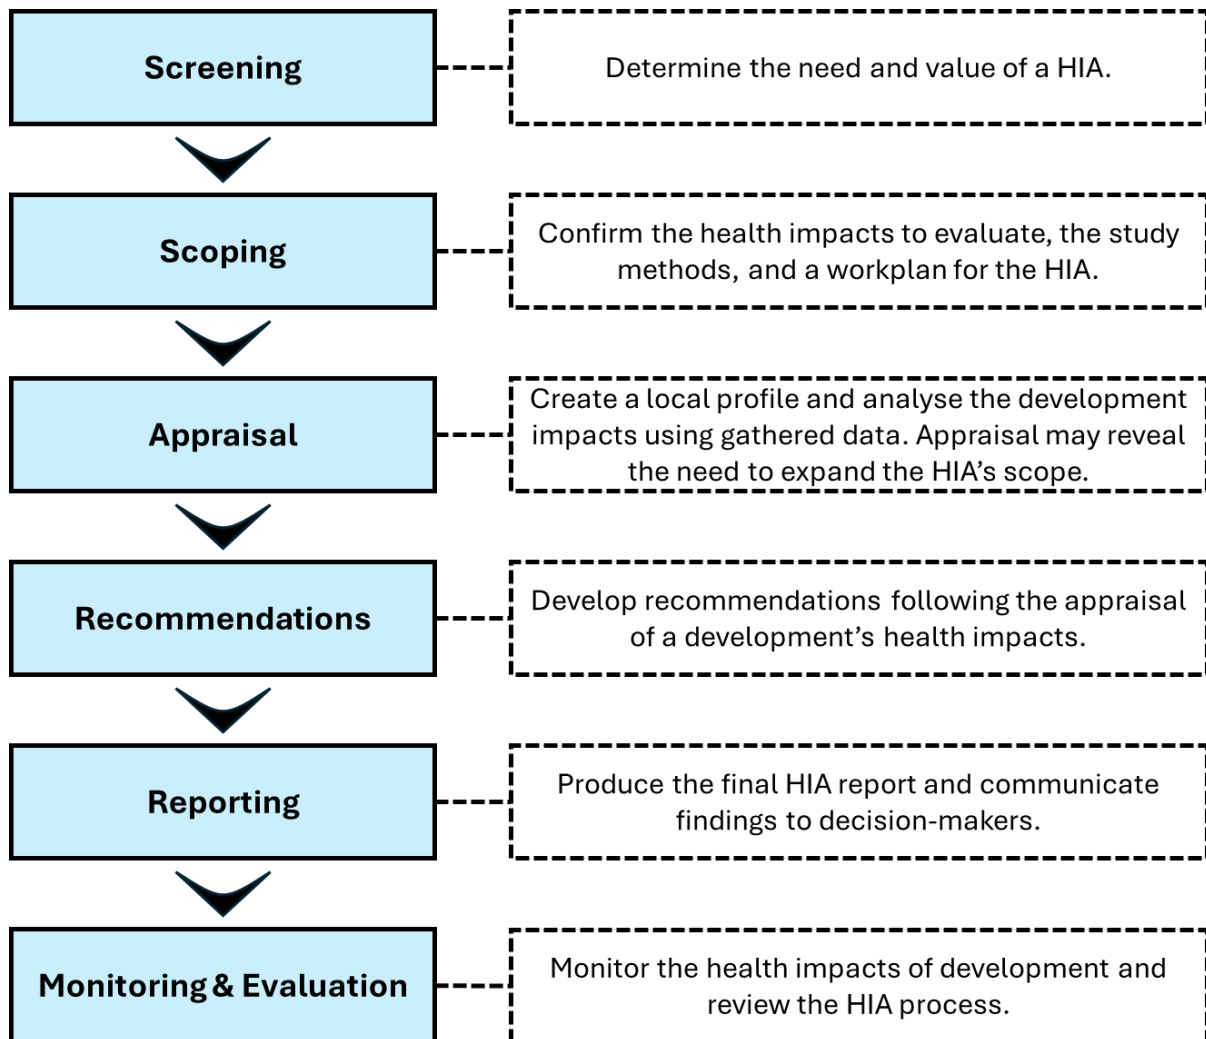 Screening
Determine the need and value of a HIA.
Scoping
Confirm the health impacts to evaluate, the study
methods, and a workplan for the HIA.
Appraisal
Create a local profile and analyse the development
impacts using gathered data. Appraisal may reveal
the need to expand the HIA’s scope.
Recommendations
Develop recommendations following the appraisal
of a development’s health impacts.
Reporting
Produce the final HIA report and communicate
findings to decision-makers.
Monitoring & Evaluation
Monitor the health impacts of development and
review the HIA process.